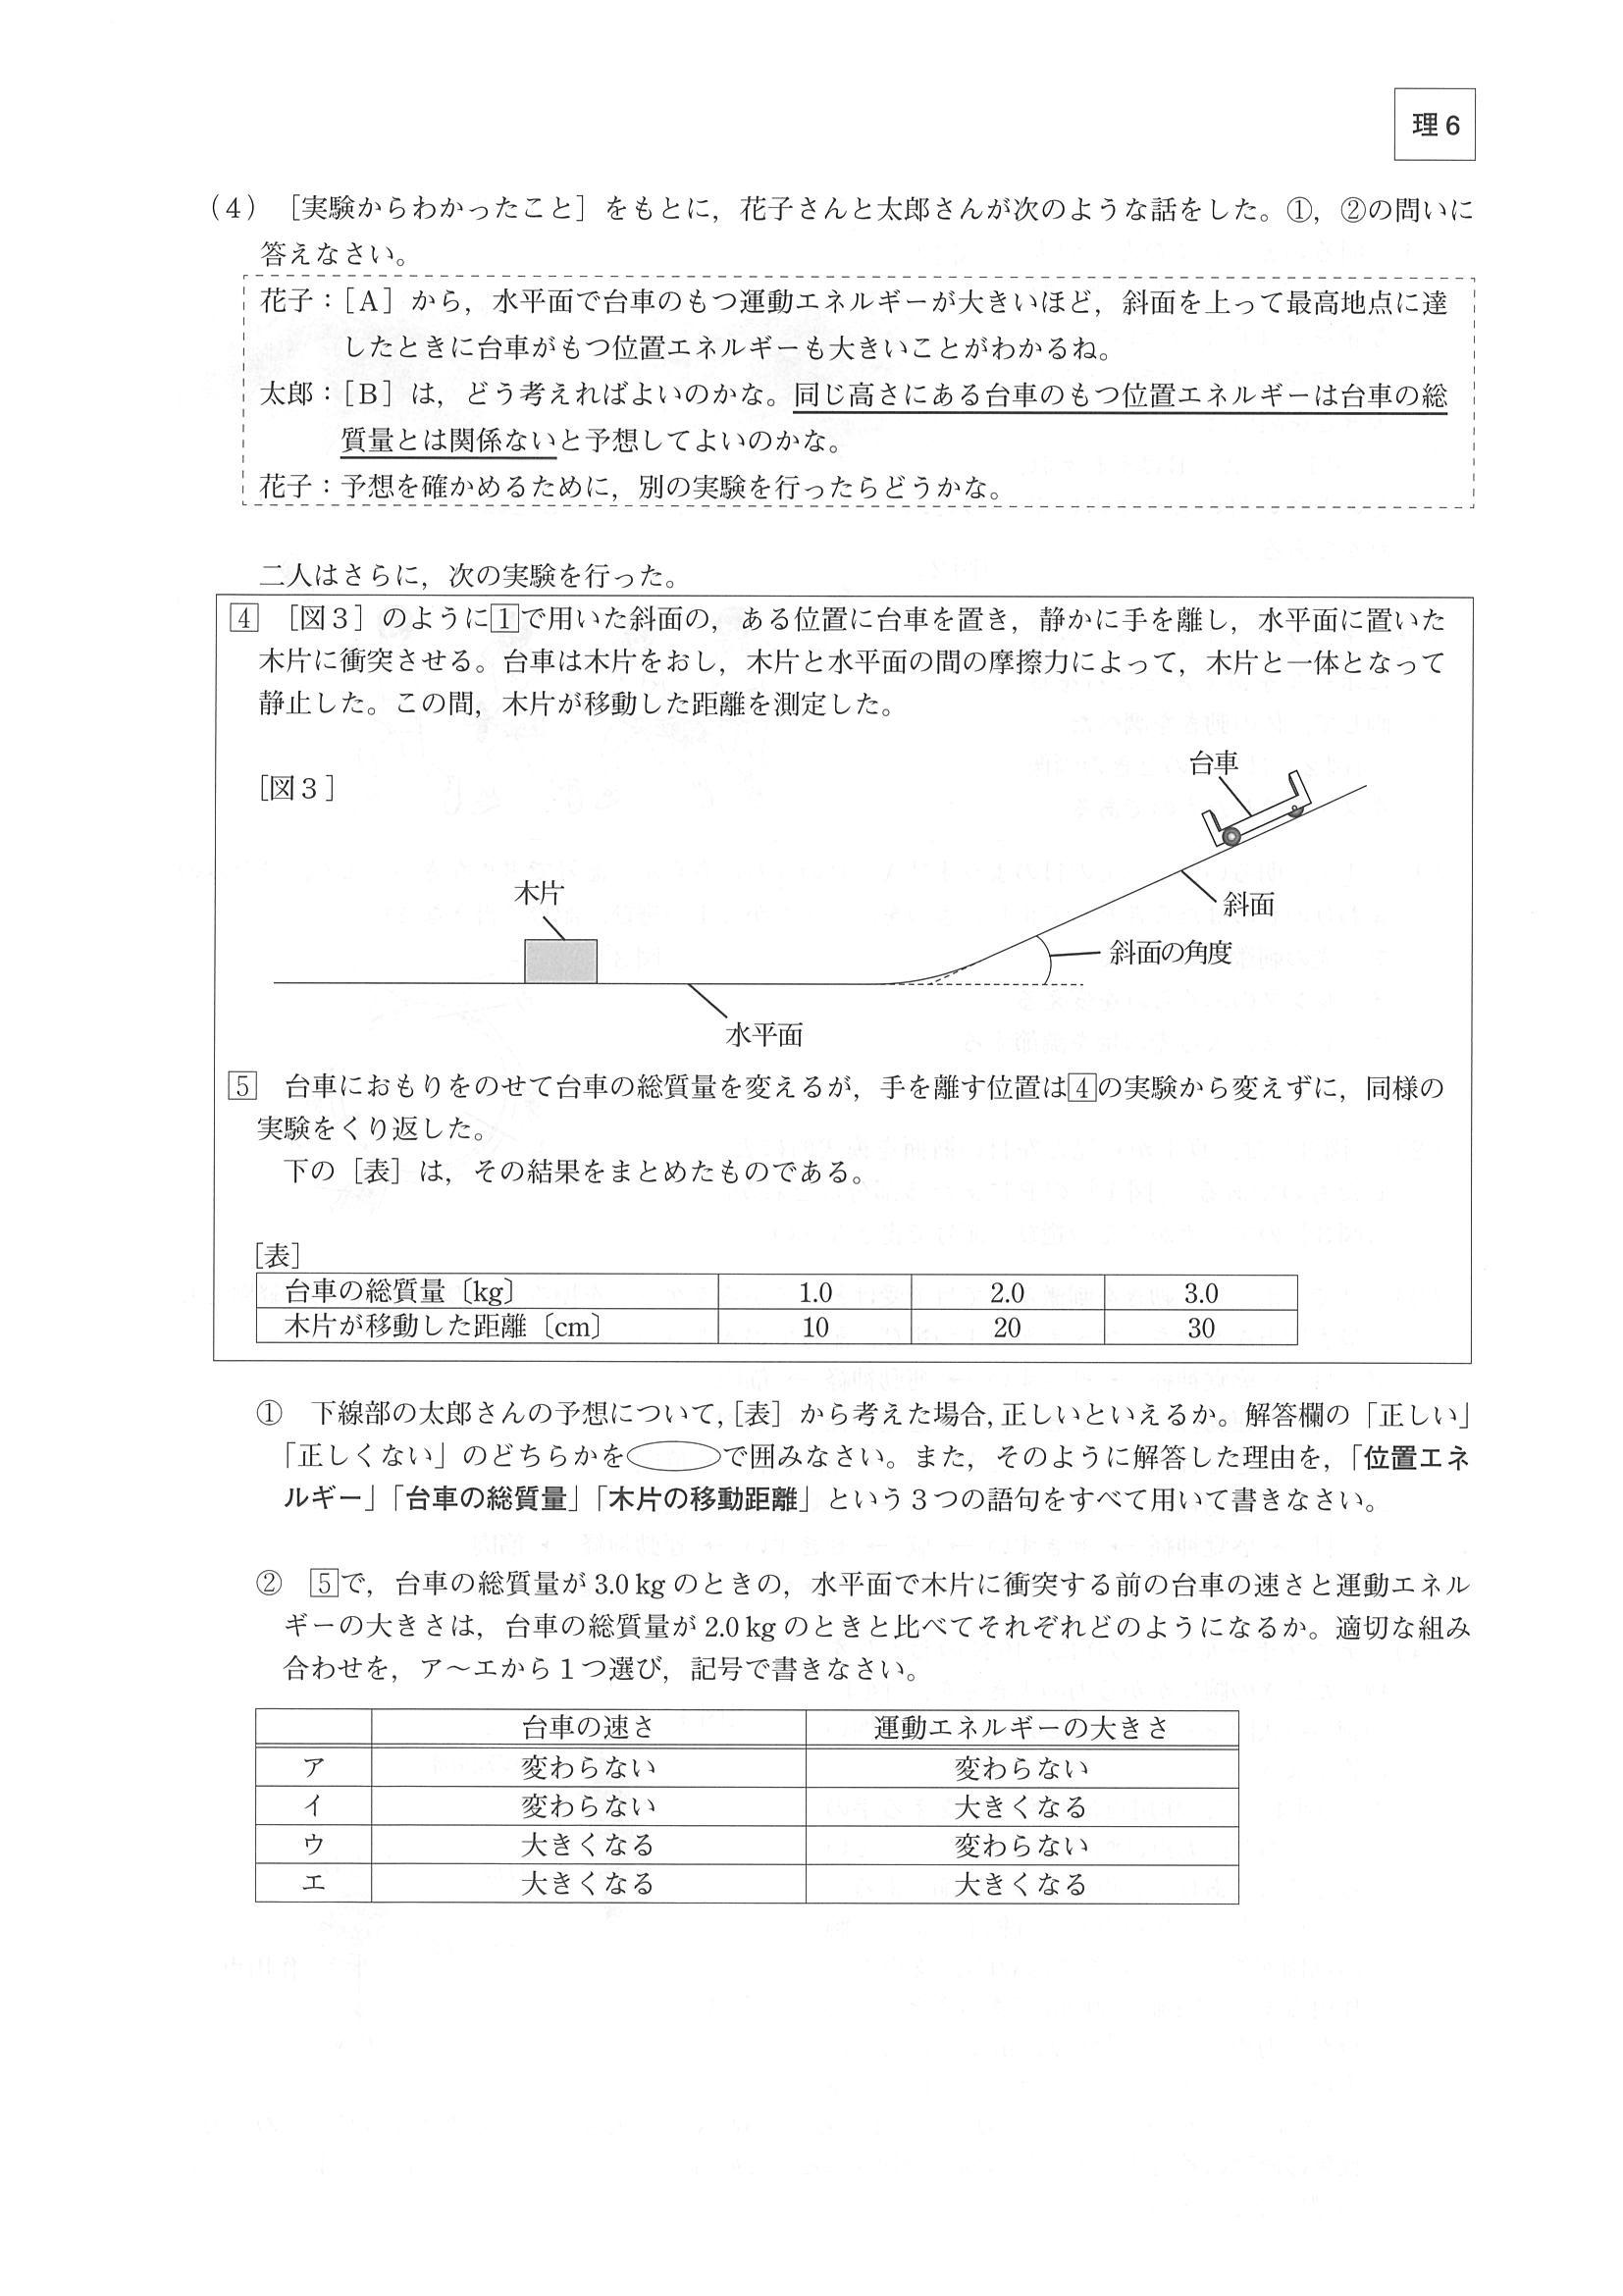 理6
(4) [実験からわかったこと] をもとに，花子さんと太郎さんが次のような話をした。①，②の問いに
答えなさい。
花子：[A] から，水平面で台車のもつ運動エネルギーが大きいほど，斜面を上って最高地点に達
したときに台車がもつ位置エネルギーも大きいことがわかるね。
太郎：[B] は，どう考えればよいのかな。同じ高さにある台車のもつ位置エネルギーは台車の総
質量とは関係ないと予想してよいのかな。
花子：予想を確かめるために，別の実験を行ったらどうかな。
二人はさらに，次の実験を行った。
4 [図3] のように1で用いた斜面の，ある位置に台車を置き，静かに手を離し，水平面に置いた
木片に衝突させる。台車は木片をおし，木片と水平面の間の摩擦力によって，木片と一体となって
静止した。この間，木片が移動した距離を測定した。
[図3]
台車
木片
斜面
斜面の角度
水平面
5 台車におもりをのせて台車の総質量を変えるが，手を離す位置は4の実験から変えずに，同様の
実験をくり返した。
下の [表] は，その結果をまとめたものである。
[表]
台車の総質量〔kg〕 1.0 2.0 3.0
木片が移動した距離〔cm〕 10 20 30
① 下線部の太郎さんの予想について，[表] から考えた場合，正しいといえるか。解答欄の「正しい」
「正しくない」のどちらかを で囲みなさい。また，そのように解答した理由を，「位置エネ
ルギー」「台車の総質量」「木片の移動距離」という3つの語句をすべて用いて書きなさい。
② 5で，台車の総質量が 3.0 kg のときの，水平面で木片に衝突する前の台車の速さと運動エネル
ギーの大きさは，台車の総質量が 2.0 kg のときと比べてそれぞれどのようになるか。適切な組み
合わせを，ア〜エから1つ選び，記号で書きなさい。
台車の速さ 運動エネルギーの大きさ
ア 変わらない 変わらない
イ 変わらない 大きくなる
ウ 大きくなる 変わらない
エ 大きくなる 大きくなる